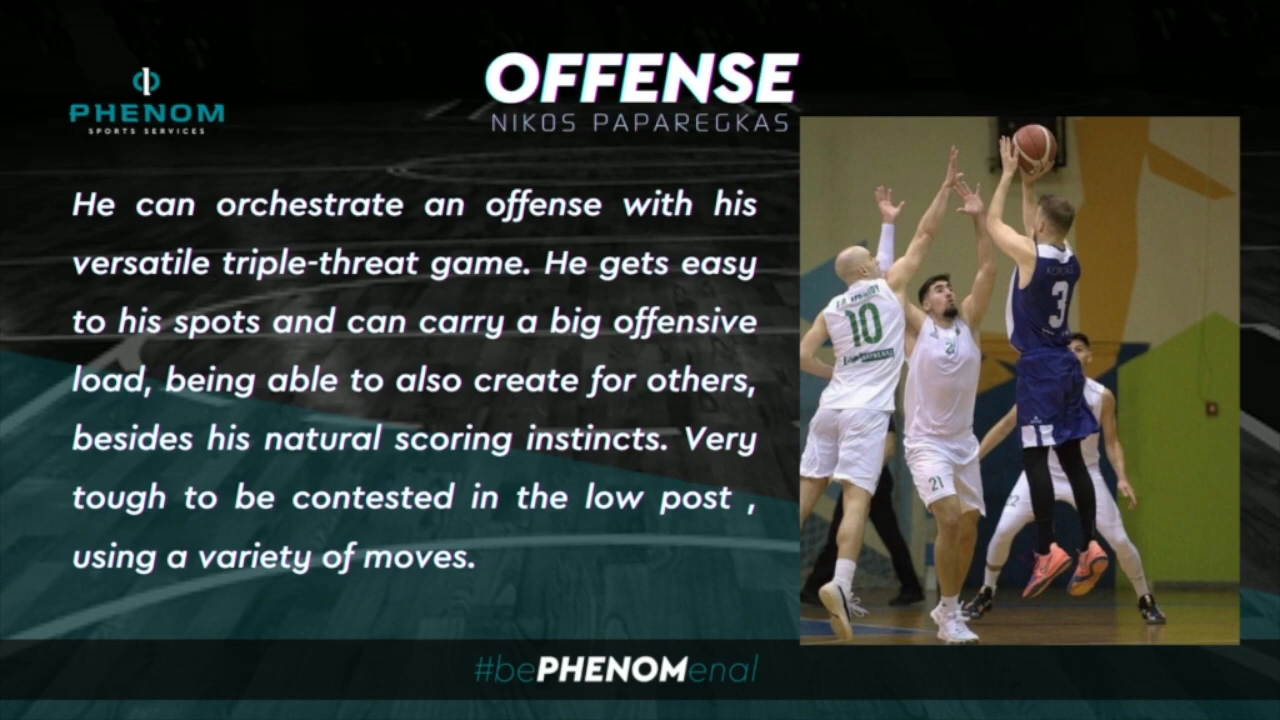 PHENOM
SPORTS SERVICES
OFFENSE
NIKOS PAPAREGKAS
He can orchestrate an offense with his
versatile triple-threat game. He gets easy
to his spots and can carry a big offensive
load, being able to also create for others,
besides his natural scoring instincts. Very
tough to be contested in the low post ,
using a variety of moves.
10
21
21
3
#bePHENOMenal